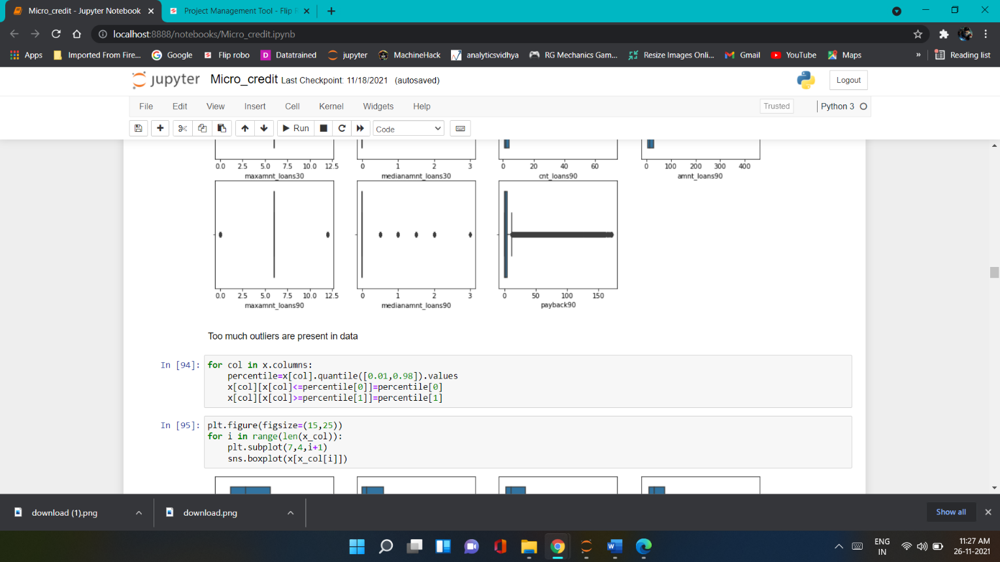 Micro_credit - Jupyter Notebook
Project Management Tool - Flip R
localhost:8888/notebooks/Micro_credit.ipynb
Apps
Imported From Fire...
Google
Flip robo
D
Datatrained
jupyter
MachineHack
analyticsvidhya
RG Mechanics Gam...
Resize Images Onli...
Gmail
YouTube
Maps
»
Reading list
jupyter
Micro_credit Last Checkpoint: 11/18/2021 (autosaved)
Logout
File Edit View Insert Cell Kernel Widgets Help
Trusted
Python 3
Run
Code
0.0 2.5 5.0 7.5 10.0 12.5
maxamnt_loans30
0 1 2 3
medianamnt_loans30
0 20 40 60
cnt_loans90
0 100 200 300 400
amnt_loans90
0.0 2.5 5.0 7.5 10.0 12.5
maxamnt_loans90
0 1 2 3
medianamnt_loans90
0 50 100 150
payback90
Too much outliers are present in data
In [94]:
for col in x.columns:
    percentile=x[col].quantile([0.01,0.98]).values
    x[col][x[col]<=percentile[0]]=percentile[0]
    x[col][x[col]>=percentile[1]]=percentile[1]
In [95]:
plt.figure(figsize=(15,25))
for i in range(len(x_col)):
    plt.subplot(7,4,i+1)
    sns.boxplot(x[x_col[i]])
download (1).png
download.png
Show all
ENG
IN
11:27 AM
26-11-2021